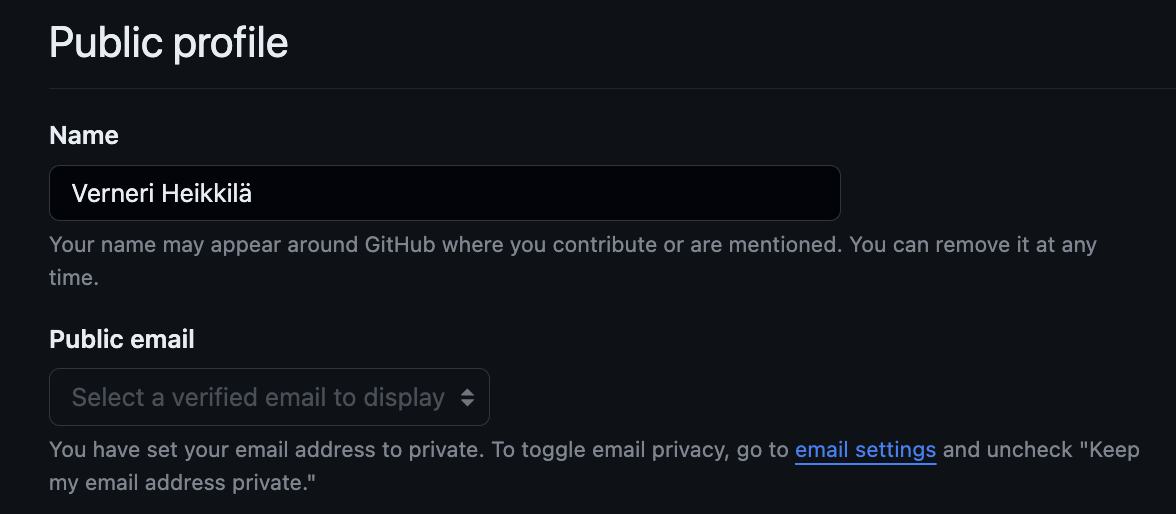 Public profile
Name
Verneri Heikkilä
Your name may appear around GitHub where you contribute or are mentioned. You can remove it at any
time.
Public email
Select a verified email to display
You have set your email address to private. To toggle email privacy, go to email settings and uncheck "Keep
my email address private."